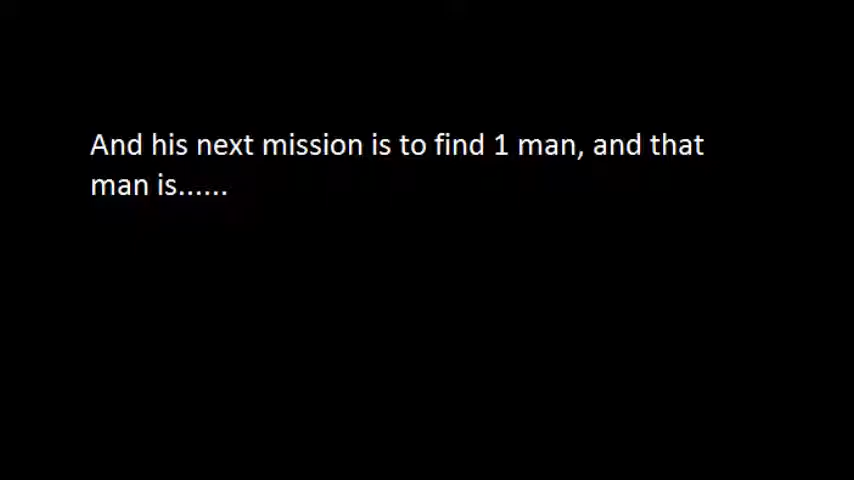 And his next mission is to find 1 man, and that
man is......